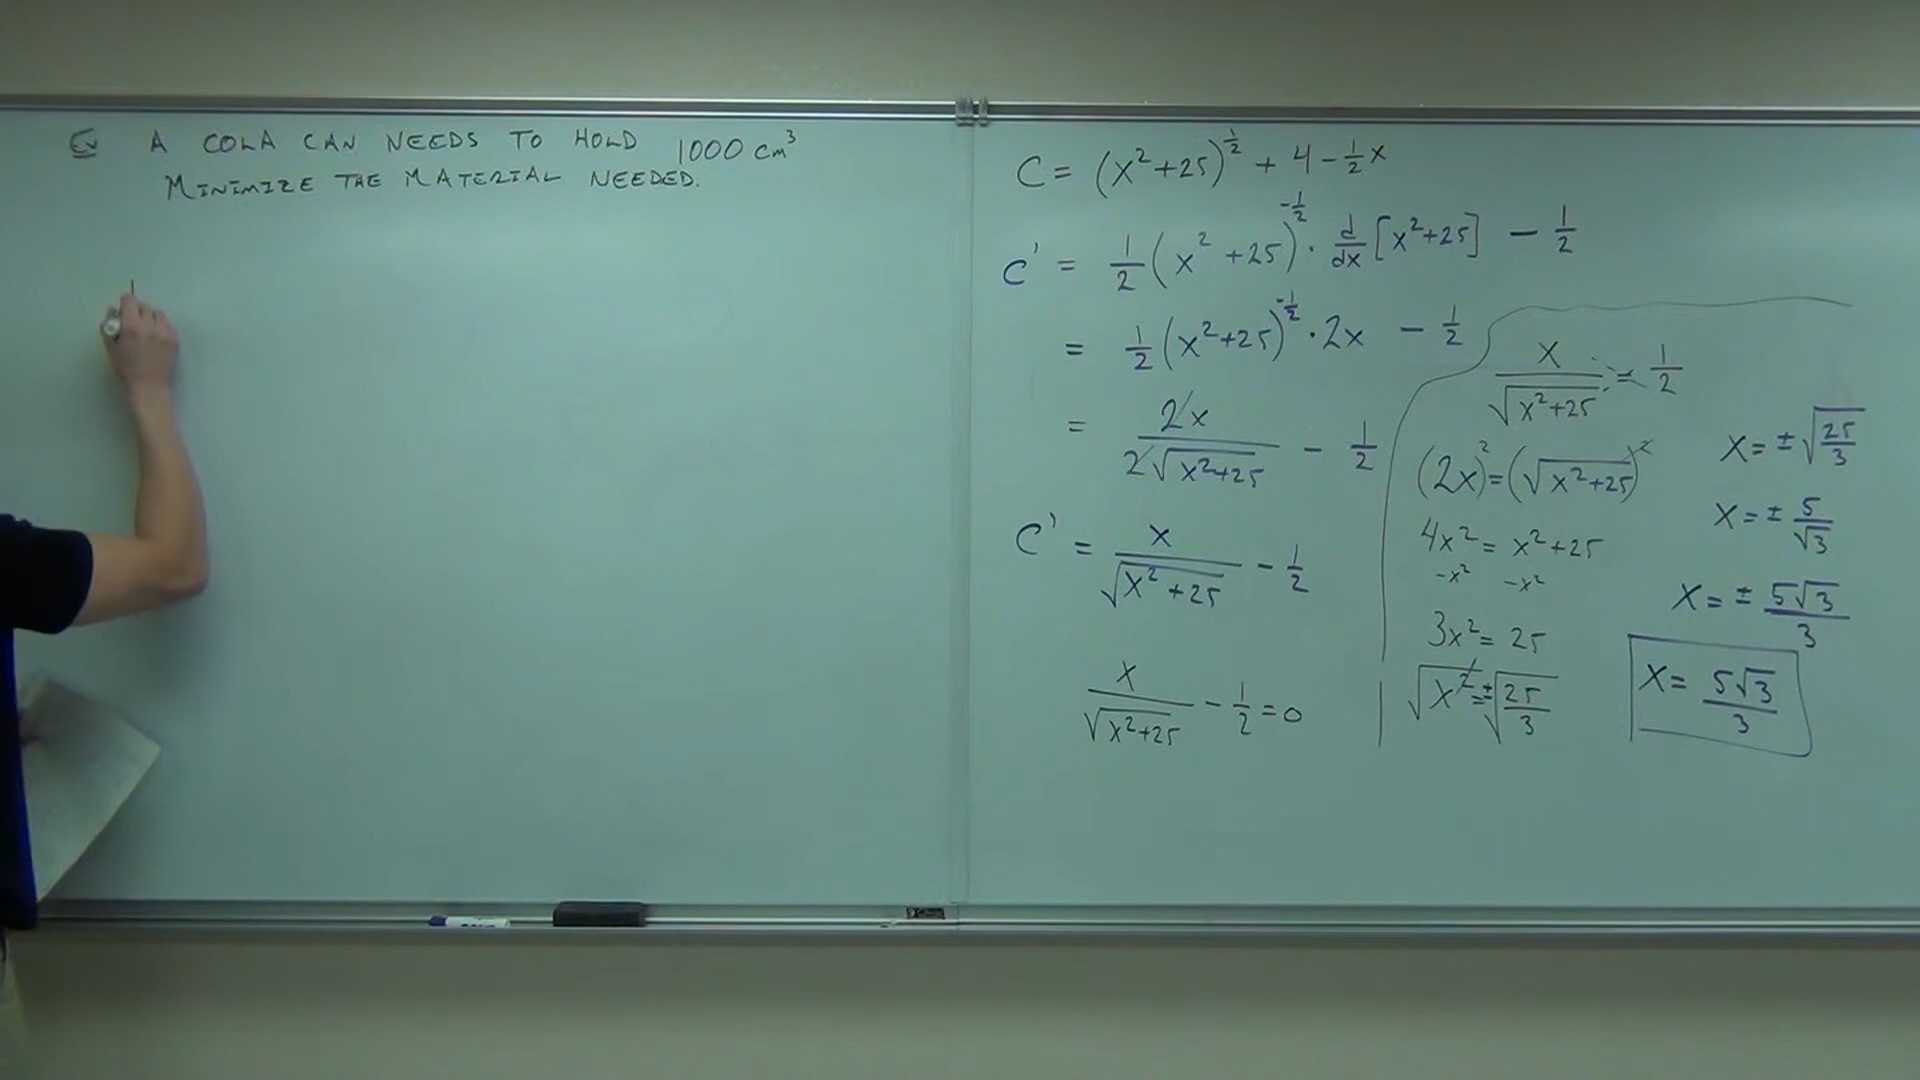 Ex A COLA CAN NEEDS TO HOLD 1000 cm³
MINIMIZE THE MATERIAL NEEDED.
C = (x²+25)^{1/2} + 4 - 1/2 x
C' = 1/2 (x² + 25)^{-1/2} · d/dx [x²+25] - 1/2
= 1/2 (x²+25)^{-1/2} · 2x - 1/2
= 2x / 2√(x²+25) - 1/2
C' = x / √(x²+25) - 1/2
x / √(x²+25) - 1/2 = 0
x / √(x²+25) = 1/2
(2x)² = (√(x²+25))²
4x² = x²+25
-x² -x²
3x² = 25
√x² = ±√(25/3)
x = ±√(25/3)
x = ± 5/√3
x = ± 5√3/3
x = 5√3/3